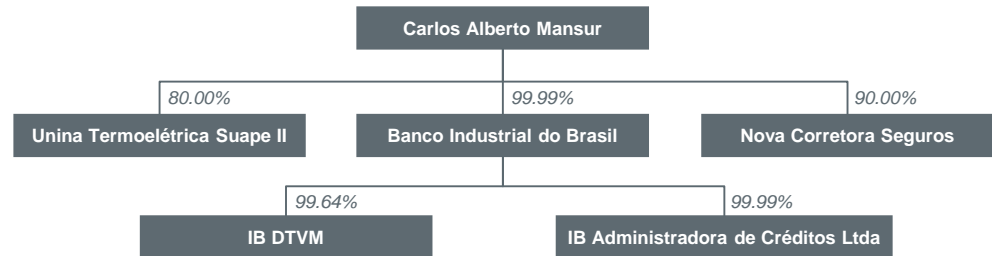 Carlos Alberto Mansur
80.00%
99.99%
90.00%
Unina Termoelétrica Suape II
Banco Industrial do Brasil
Nova Corretora Seguros
99.64%
99.99%
IB DTVM
IB Administradora de Créditos Ltda